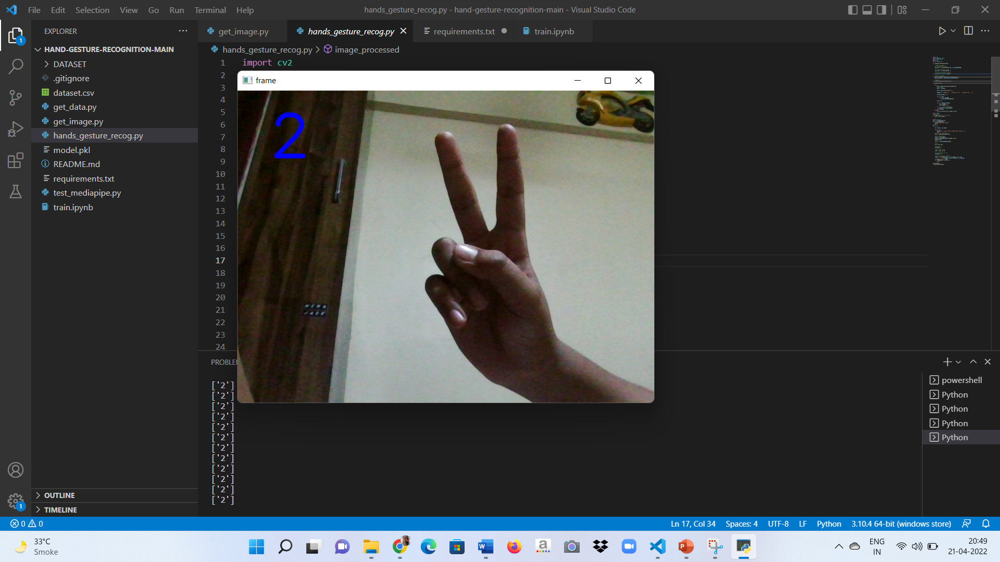 File Edit Selection View Go Run Terminal Help
hands_gesture_recog.py - hand-gesture-recognition-main - Visual Studio Code
EXPLORER
HAND-GESTURE-RECOGNITION-MAIN
DATASET
.gitignore
dataset.csv
get_data.py
get_image.py
hands_gesture_recog.py
model.pkl
README.md
requirements.txt
test_mediapipe.py
train.ipynb
OUTLINE
TIMELINE
get_image.py hands_gesture_recog.py requirements.txt train.ipynb
hands_gesture_recog.py > image_processed
1 import cv2
2
3
4
5
6
7
8
9
10
11
12
13
14
15
16
17
18
19
20
21
22
23
24
frame
2
PROBLE
['2']
['2']
['2']
['2']
['2']
['2']
['2']
['2']
['2']
['2']
['2']
['2']
powershell
Python
Python
Python
Python
1
1
0 0
Ln 17, Col 34 Spaces: 4 UTF-8 LF Python 3.10.4 64-bit (windows store)
33°C
Smoke
ENG
IN
20:49
21-04-2022